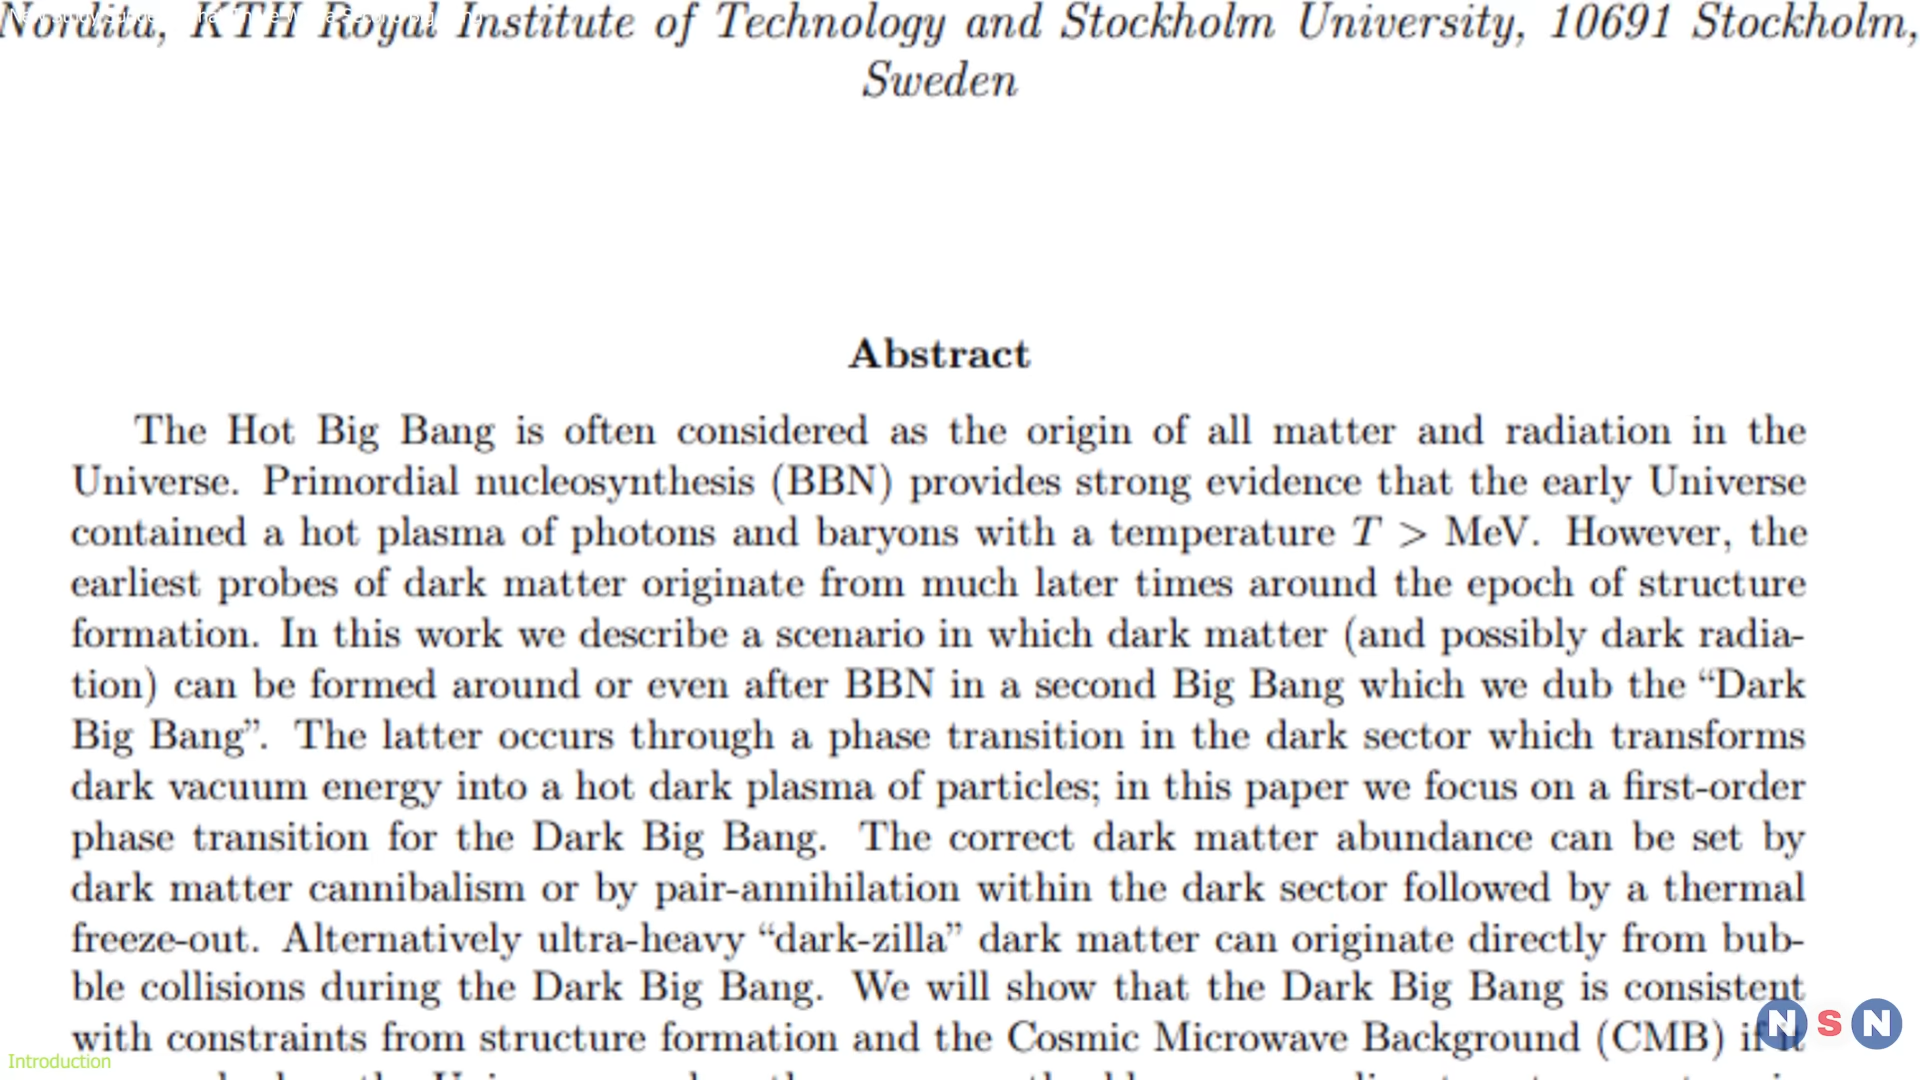 Nordita, KTH Royal Institute of Technology and Stockholm University, 10691 Stockholm,
Sweden
Abstract
The Hot Big Bang is often considered as the origin of all matter and radiation in the
Universe. Primordial nucleosynthesis (BBN) provides strong evidence that the early Universe
contained a hot plasma of photons and baryons with a temperature T > MeV. However, the
earliest probes of dark matter originate from much later times around the epoch of structure
formation. In this work we describe a scenario in which dark matter (and possibly dark radia-
tion) can be formed around or even after BBN in a second Big Bang which we dub the “Dark
Big Bang”. The latter occurs through a phase transition in the dark sector which transforms
dark vacuum energy into a hot dark plasma of particles; in this paper we focus on a first-order
phase transition for the Dark Big Bang. The correct dark matter abundance can be set by
dark matter cannibalism or by pair-annihilation within the dark sector followed by a thermal
freeze-out. Alternatively ultra-heavy “dark-zilla” dark matter can originate directly from bub-
ble collisions during the Dark Big Bang. We will show that the Dark Big Bang is consistent
with constraints from structure formation and the Cosmic Microwave Background (CMB) if it
NSN
Introduction